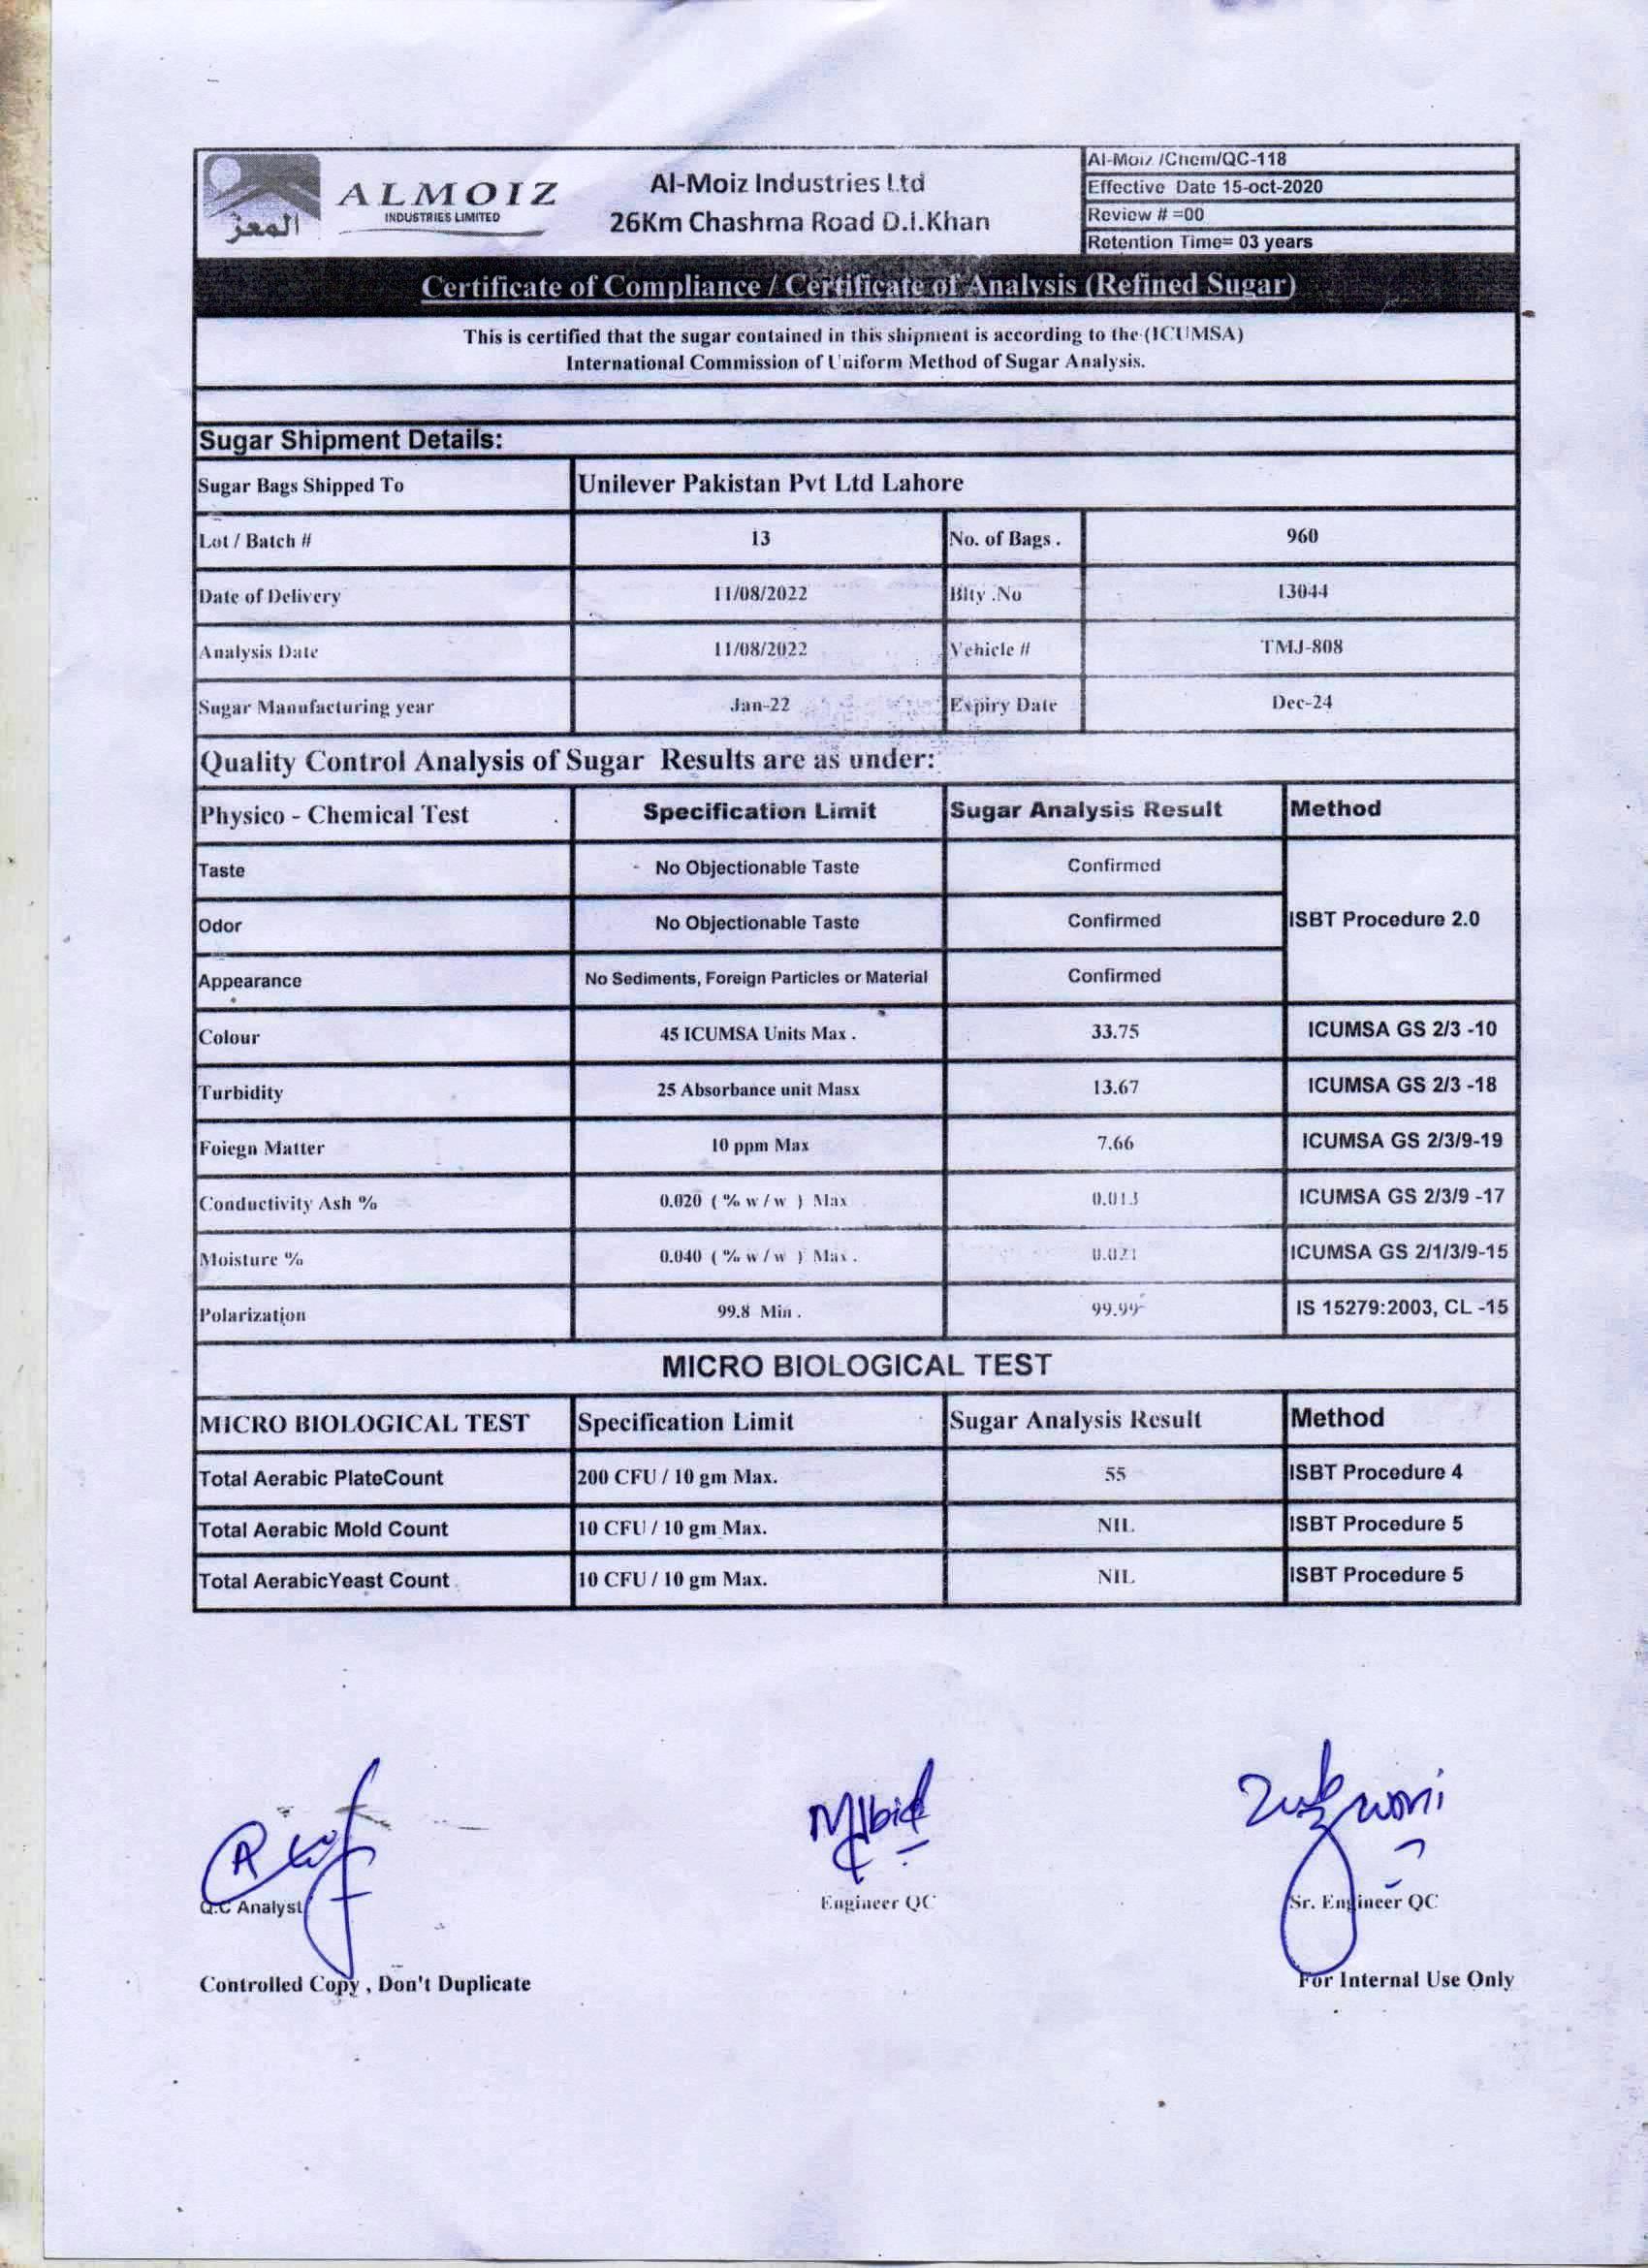 المعز
ALMOIZ
INDUSTRIES LIMITED
Al-Moiz Industries Ltd
26Km Chashma Road D.I.Khan
Al-Moiz /Chem/QC-118
Effective Date 15-oct-2020
Review # =00
Retention Time= 03 years
Certificate of Compliance / Certificate of Analysis (Refined Sugar)
This is certified that the sugar contained in this shipment is according to the (ICUMSA)
International Commission of Uniform Method of Sugar Analysis.
Sugar Shipment Details:
Sugar Bags Shipped To Unilever Pakistan Pvt Ltd Lahore
Lot / Batch # 13 No. of Bags . 960
Date of Delivery 11/08/2022 Blty .No 13044
Analysis Date 11/08/2022 Vehicle # TMJ-808
Sugar Manufacturing year Jan-22 Expiry Date Dec-24
Quality Control Analysis of Sugar Results are as under:
Physico - Chemical Test Specification Limit Sugar Analysis Result Method
Taste - No Objectionable Taste Confirmed
Odor No Objectionable Taste Confirmed ISBT Procedure 2.0
Appearance No Sediments, Foreign Particles or Material Confirmed
Colour 45 ICUMSA Units Max . 33.75 ICUMSA GS 2/3 -10
Turbidity 25 Absorbance unit Masx 13.67 ICUMSA GS 2/3 -18
Foiegn Matter 10 ppm Max 7.66 ICUMSA GS 2/3/9-19
Conductivity Ash % 0.020 ( % w / w ) Max 0.013 ICUMSA GS 2/3/9 -17
Moisture % 0.040 ( % w / w ) Max . 0.021 ICUMSA GS 2/1/3/9-15
Polarization 99.8 Min . 99.99 IS 15279:2003, CL -15
MICRO BIOLOGICAL TEST
MICRO BIOLOGICAL TEST Specification Limit Sugar Analysis Result Method
Total Aerabic PlateCount 200 CFU / 10 gm Max. 55 ISBT Procedure 4
Total Aerabic Mold Count 10 CFU / 10 gm Max. NIL ISBT Procedure 5
Total AerabicYeast Count 10 CFU / 10 gm Max. NIL ISBT Procedure 5
Q.C Analyst Engineer QC Sr. Engineer QC
Controlled Copy , Don't Duplicate For Internal Use Only